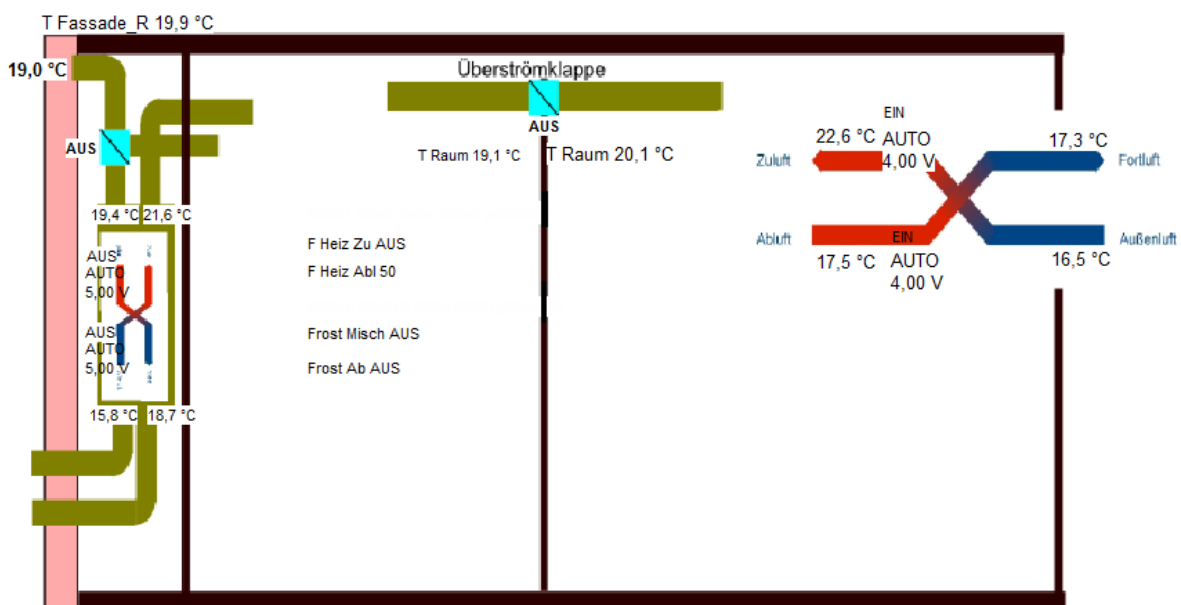 T Fassade_R 19,9 °C
19,0 °C
AUS
19,4 °C 21,6 °C
AUS
AUTO
5,00 V
AUS
AUTO
5,00 V
15,8 °C 18,7 °C
Überströmklappe
AUS
T Raum 19,1 °C
T Raum 20,1 °C
F Heiz Zu AUS
F Heiz Abl 50
Frost Misch AUS
Frost Ab AUS
EIN
22,6 °C AUTO
4,00 V
17,3 °C
Zuluft
Fortluft
Abluft
EIN
Außenluft
17,5 °C AUTO
4,00 V
16,5 °C